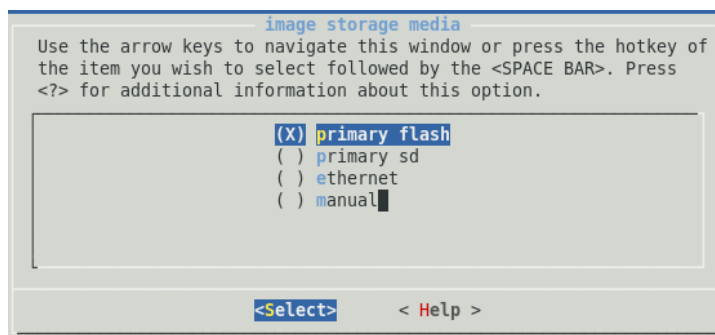 image storage media
Use the arrow keys to navigate this window or press the hotkey of
the item you wish to select followed by the <SPACE BAR>. Press
<?> for additional information about this option.
(X) primary flash
( ) primary sd
( ) ethernet
( ) manual
<Select> < Help >